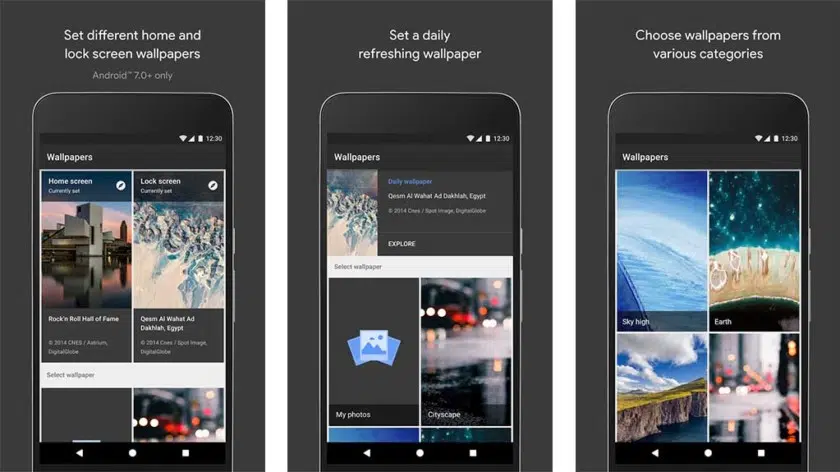 Set different home and
lock screen wallpapers
Android™ 7.0+ only
12:30
Wallpapers
Home screen
Currently set
Lock screen
Currently set
Rock'n Roll Hall of Fame
© 2014 CNES / Astrium,
DigitalGlobe
Qesm Al Wahat Ad
Dakhlah, Egypt
© 2014 Cnes / Spot Image,
DigitalGlobe
Select wallpaper
Set a daily
refreshing wallpaper
12:30
Wallpapers
Daily wallpaper
Qesm Al Wahat Ad Dakhlah, Egypt
© 2014 Cnes / Spot Image, DigitalGlobe
EXPLORE
Select wallpaper
My photos
Cityscape
Choose wallpapers from
various categories
12:30
Wallpapers
Sky high
Earth